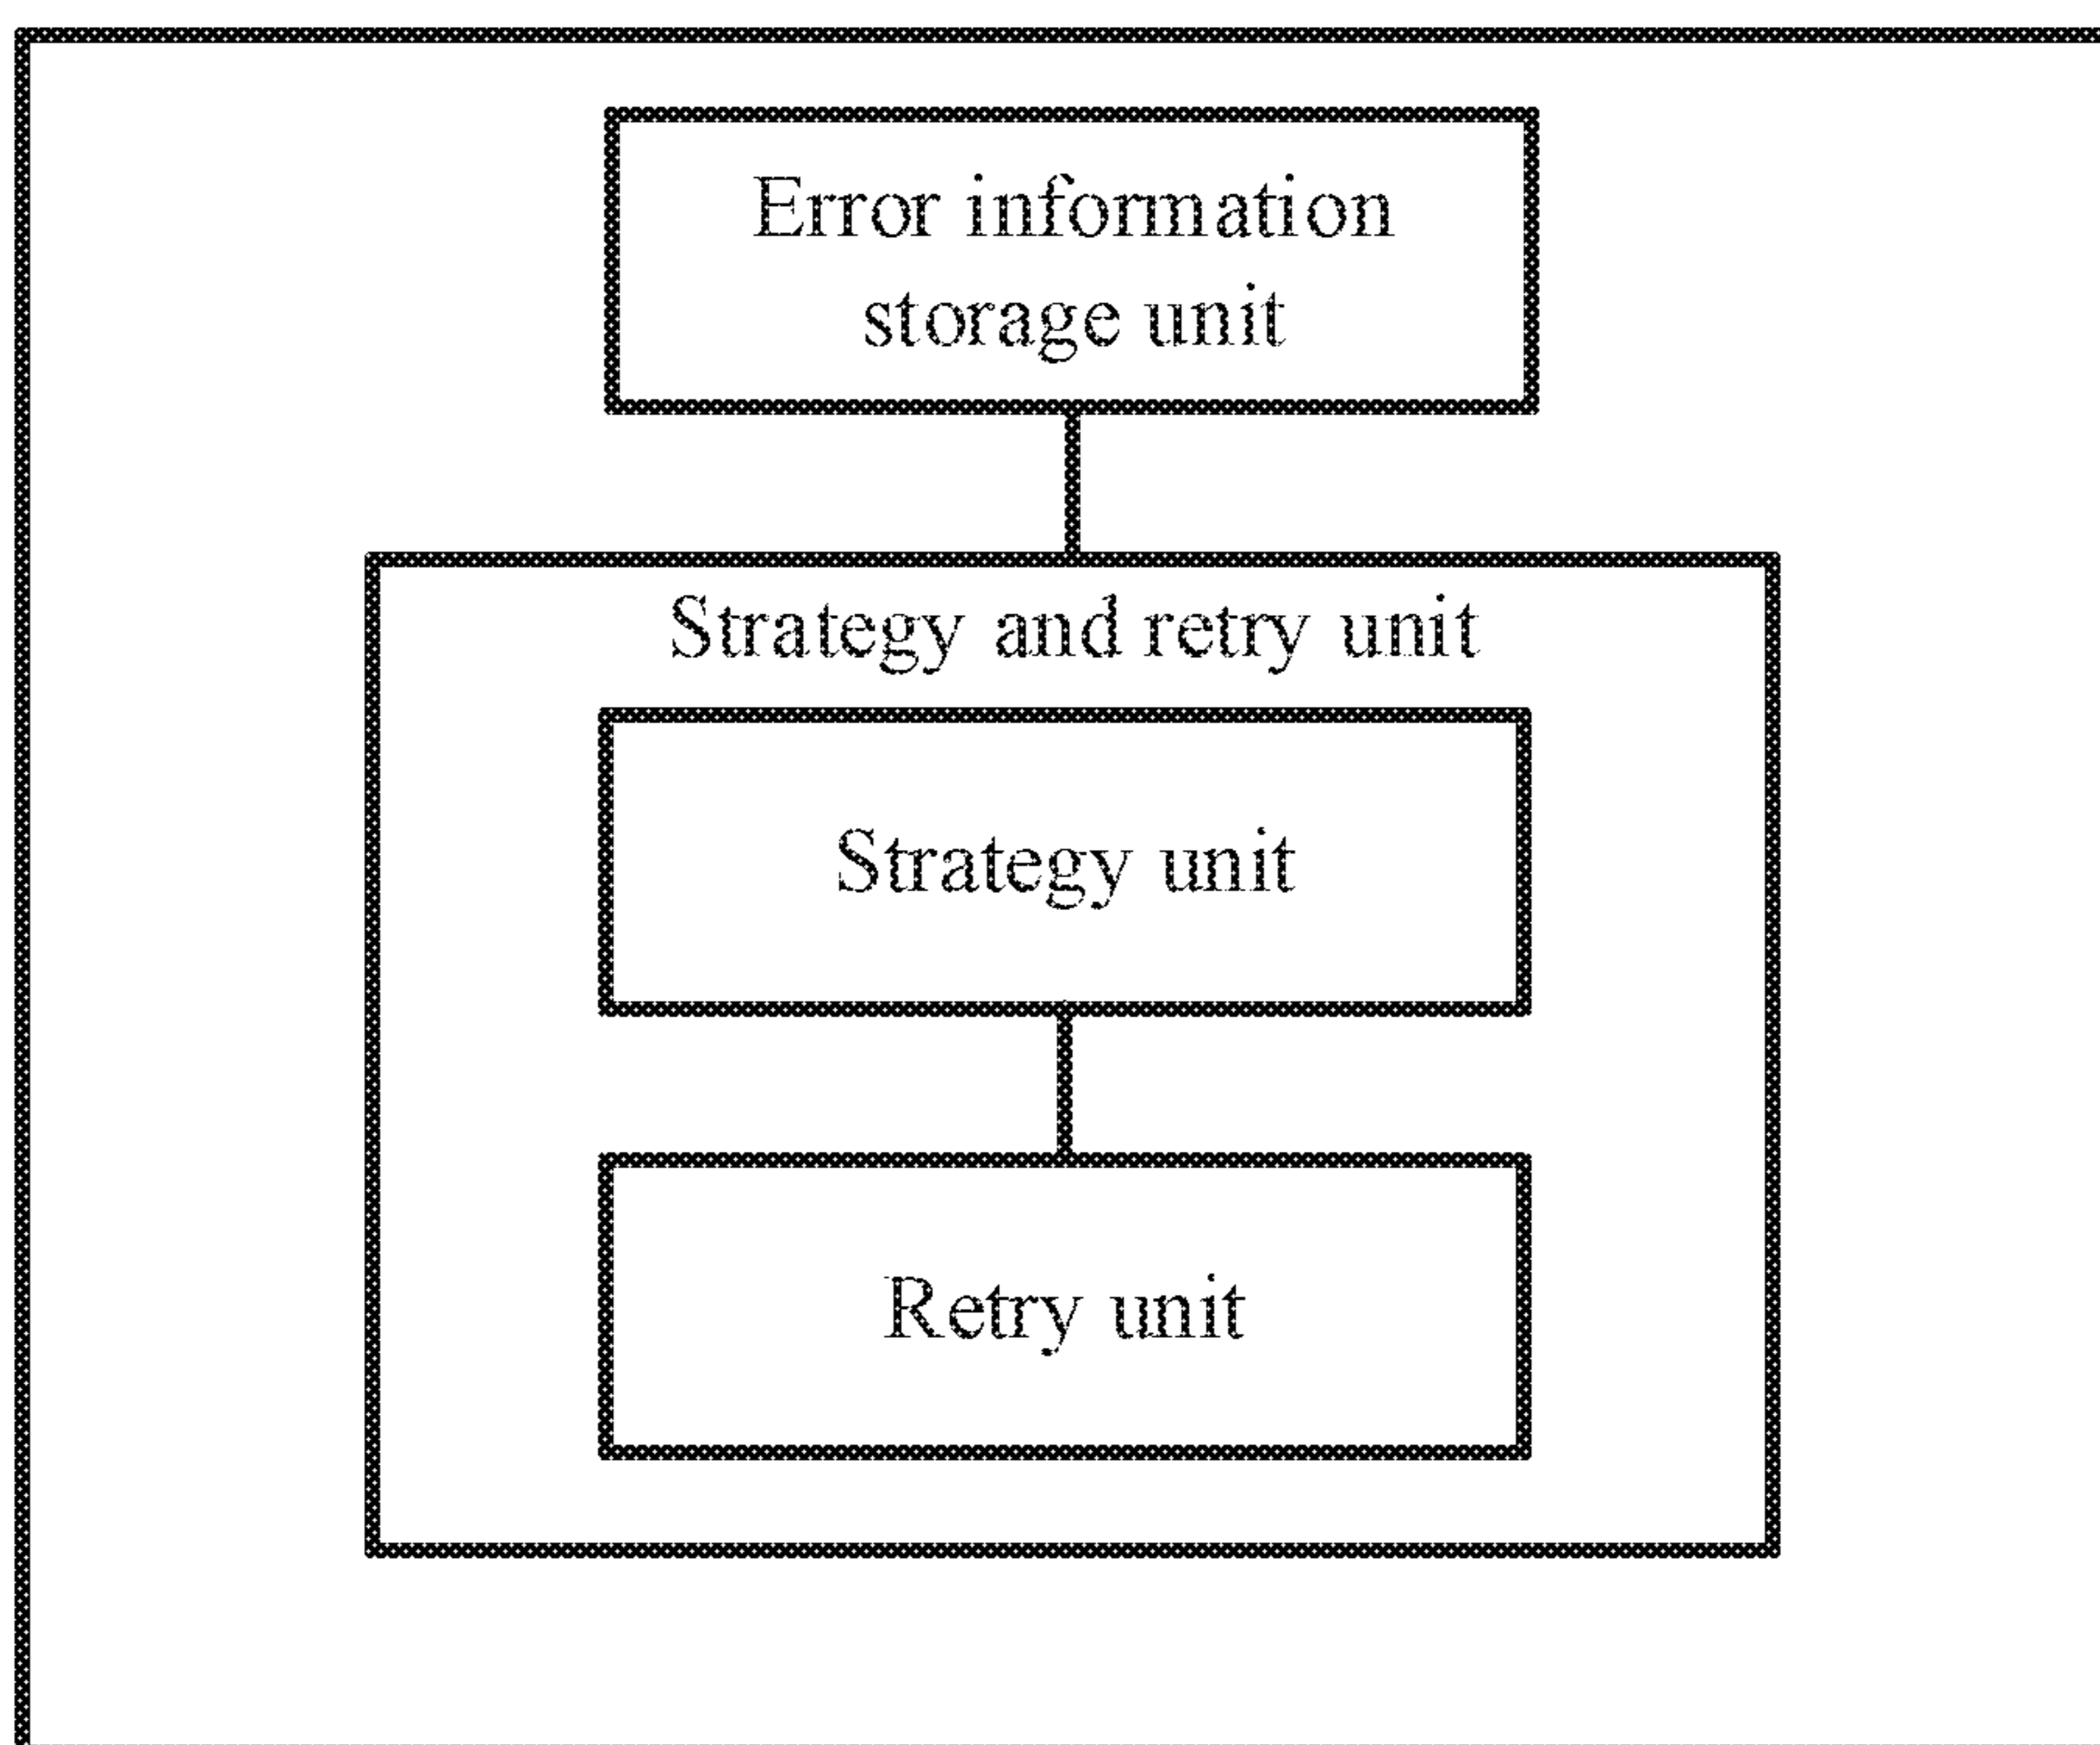 Error information
storage unit
Strategy and retry unit
Strategy unit
Retry unit